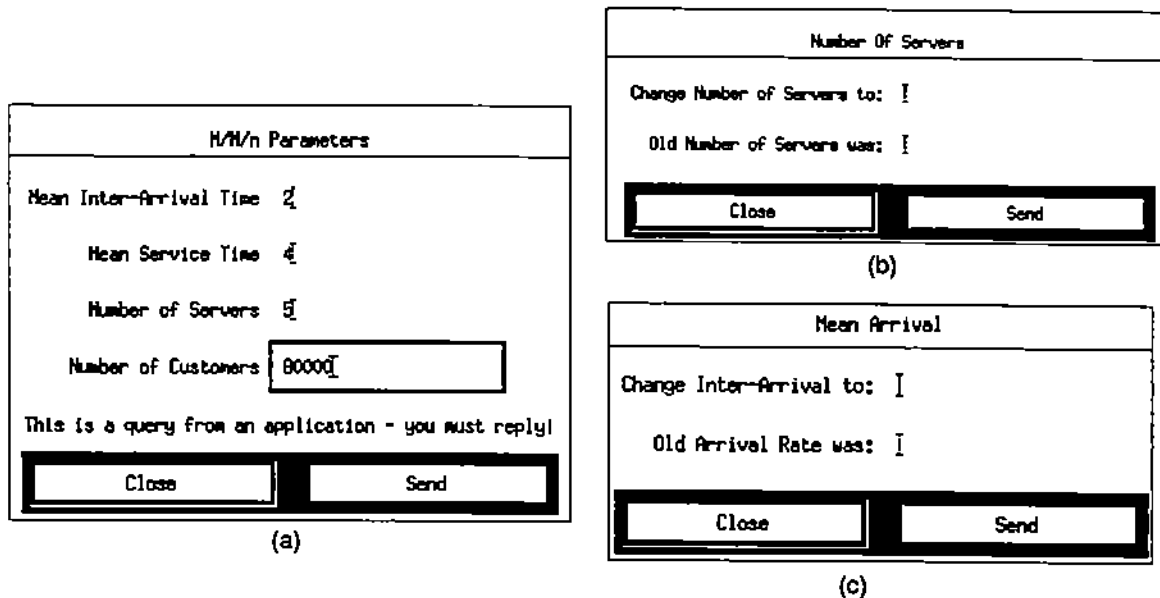 M/M/n Parameters
Mean Inter-Arrival Time 2
Mean Service Time 4
Number of Servers 5
Number of Customers 80000
This is a query from an application - you must reply!
Close Send
(a)
Number Of Servers
Change Number of Servers to:
Old Number of Servers was:
Close Send
(b)
Mean Arrival
Change Inter-Arrival to:
Old Arrival Rate was:
Close Send
(c)